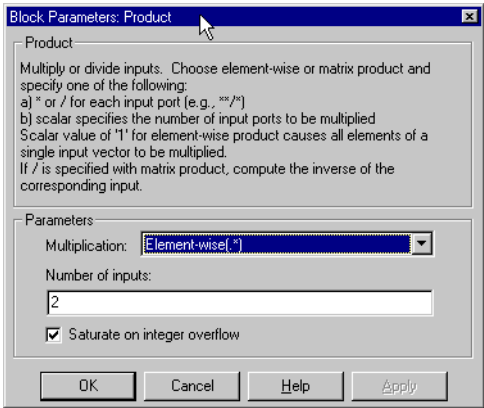 Block Parameters: Product
Product
Multiply or divide inputs. Choose element-wise or matrix product and
specify one of the following:
a) * or / for each input port (e.g., **/*)
b) scalar specifies the number of input ports to be multiplied
Scalar value of '1' for element-wise product causes all elements of a
single input vector to be multiplied.
If / is specified with matrix product, compute the inverse of the
corresponding input.
Parameters
Multiplication: Element-wise(.*)
Number of inputs:
2
Saturate on integer overflow
OK Cancel Help Apply